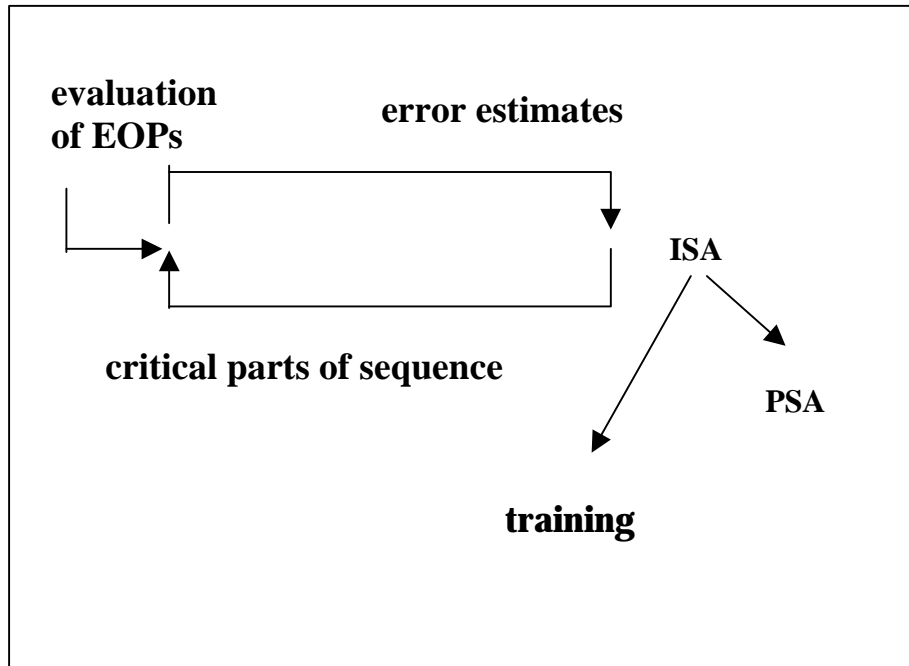 evaluation
of EOPs
error estimates
ISA
critical parts of sequence
PSA
training